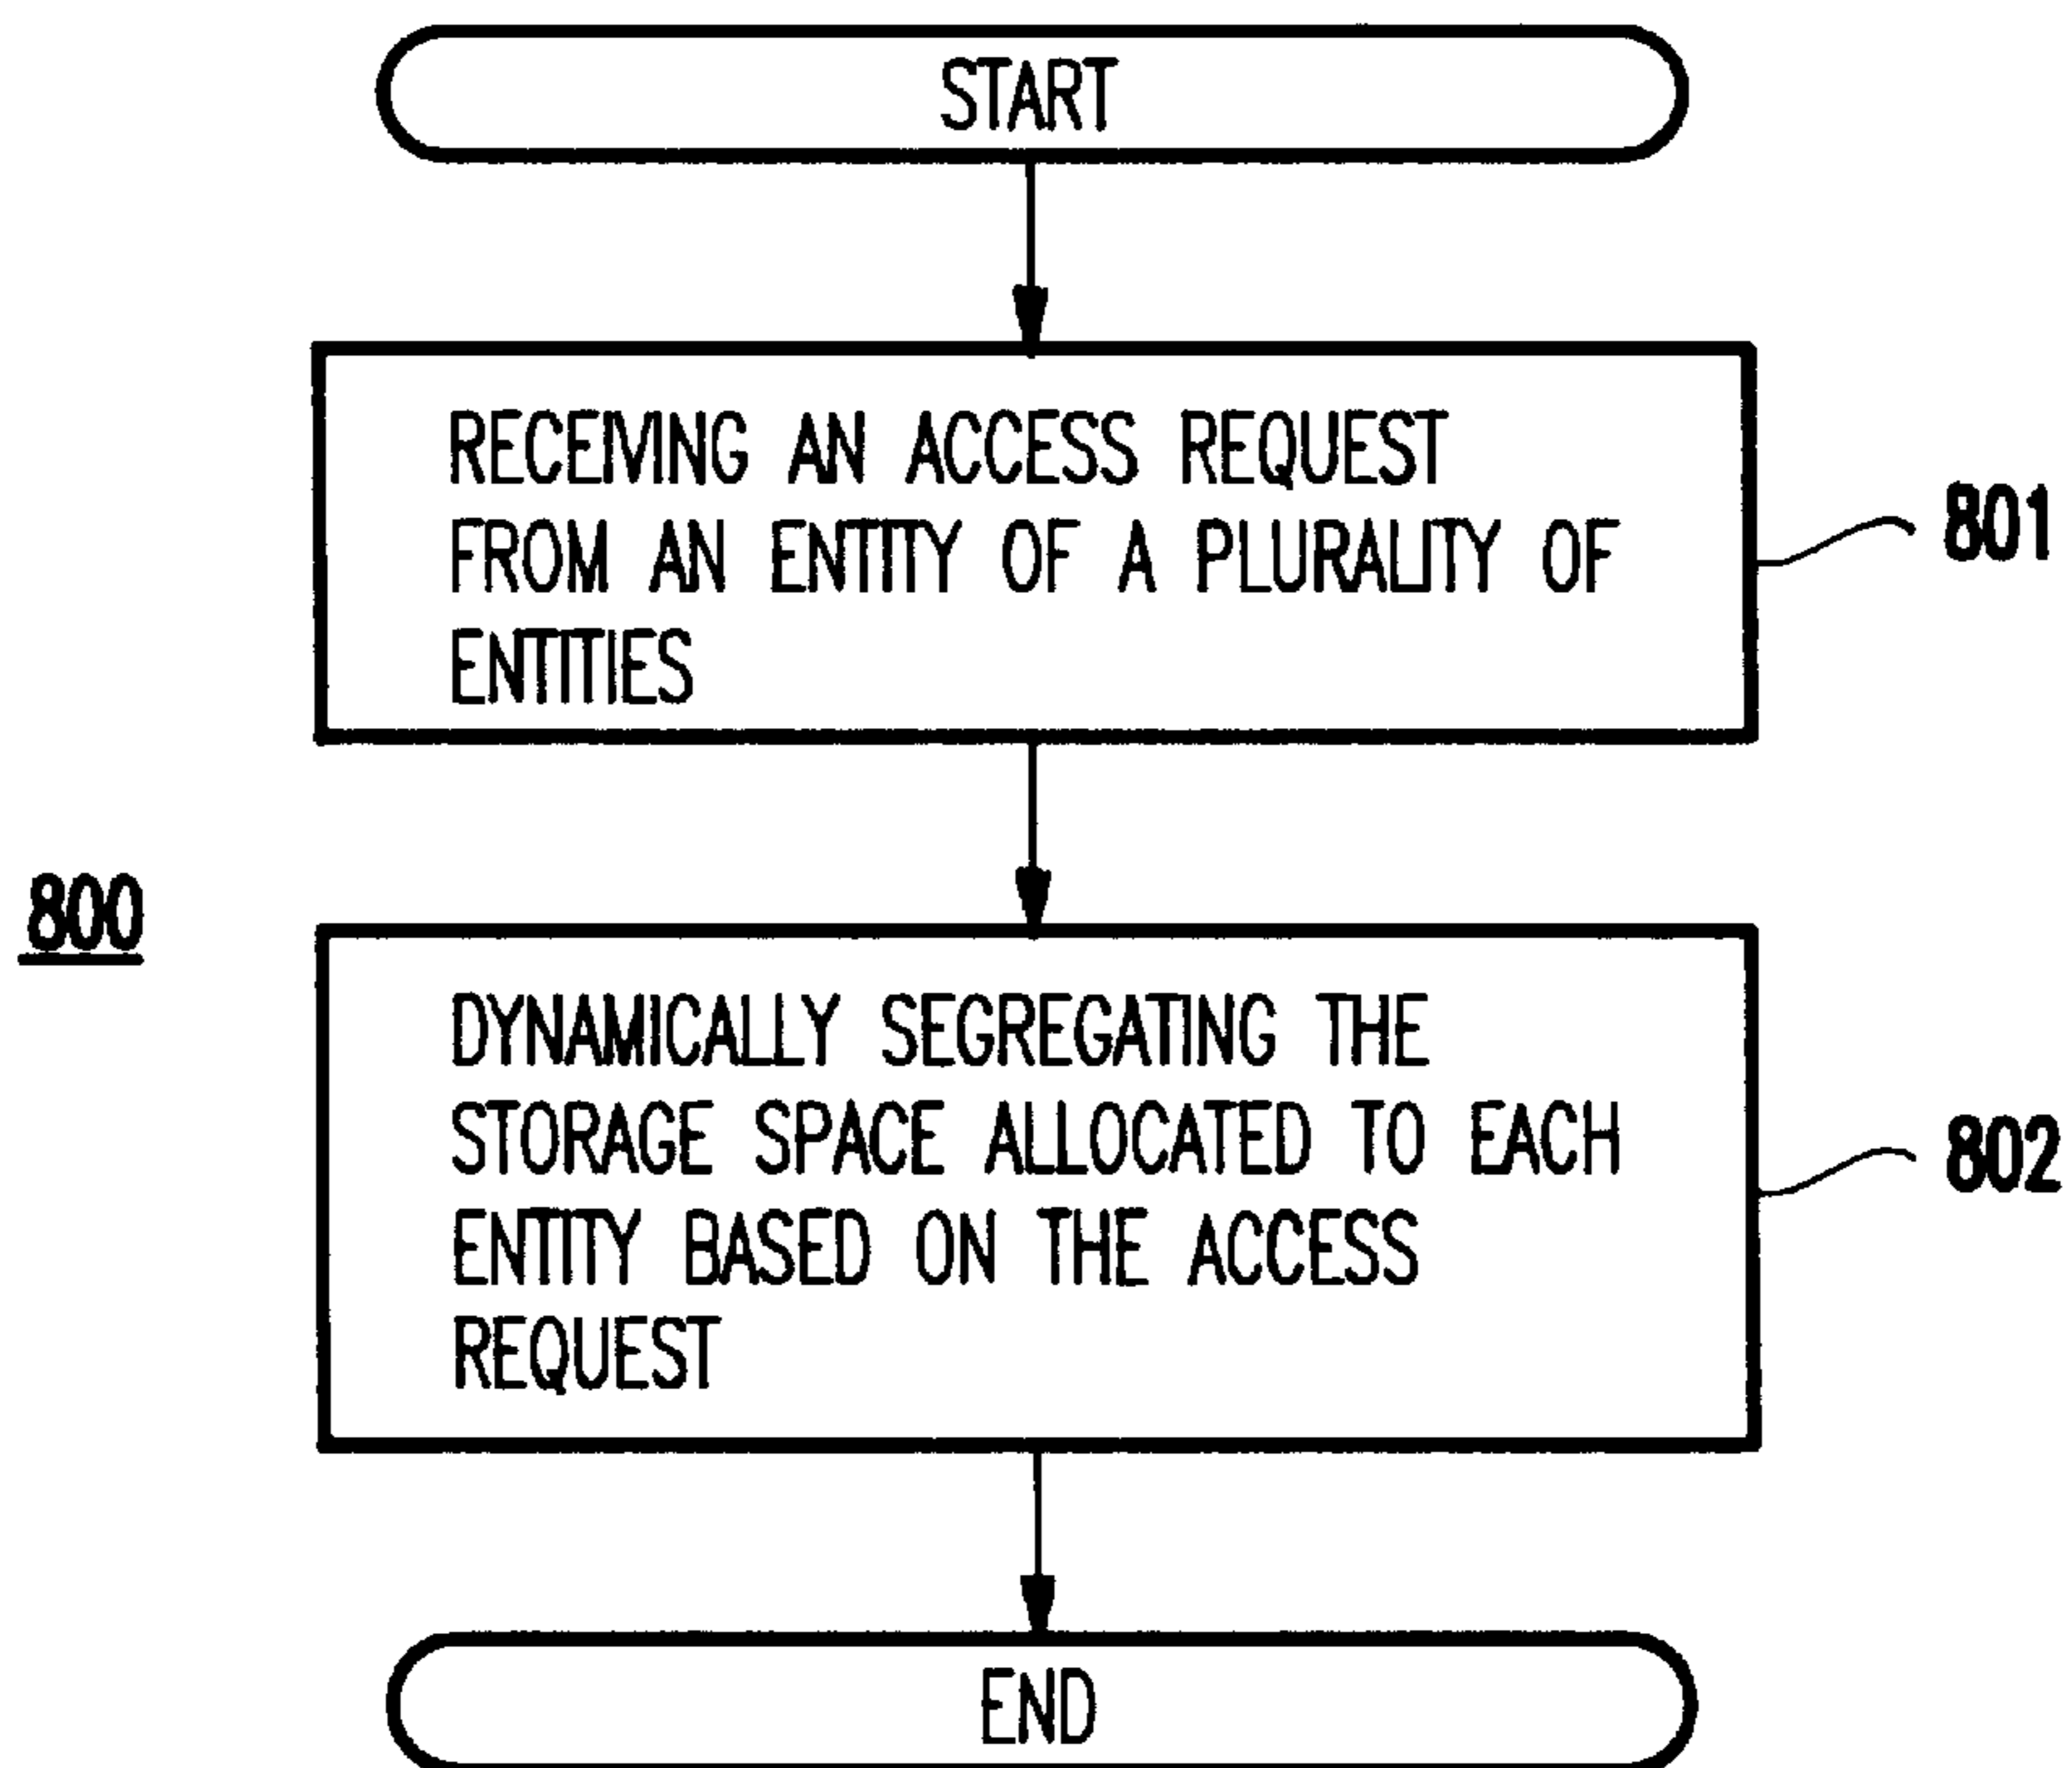 START
RECEIVING AN ACCESS REQUEST
FROM AN ENTITY OF A PLURALITY OF
ENTITIES
801
800
DYNAMICALLY SEGREGATING THE
STORAGE SPACE ALLOCATED TO EACH
ENTITY BASED ON THE ACCESS
REQUEST
802
END